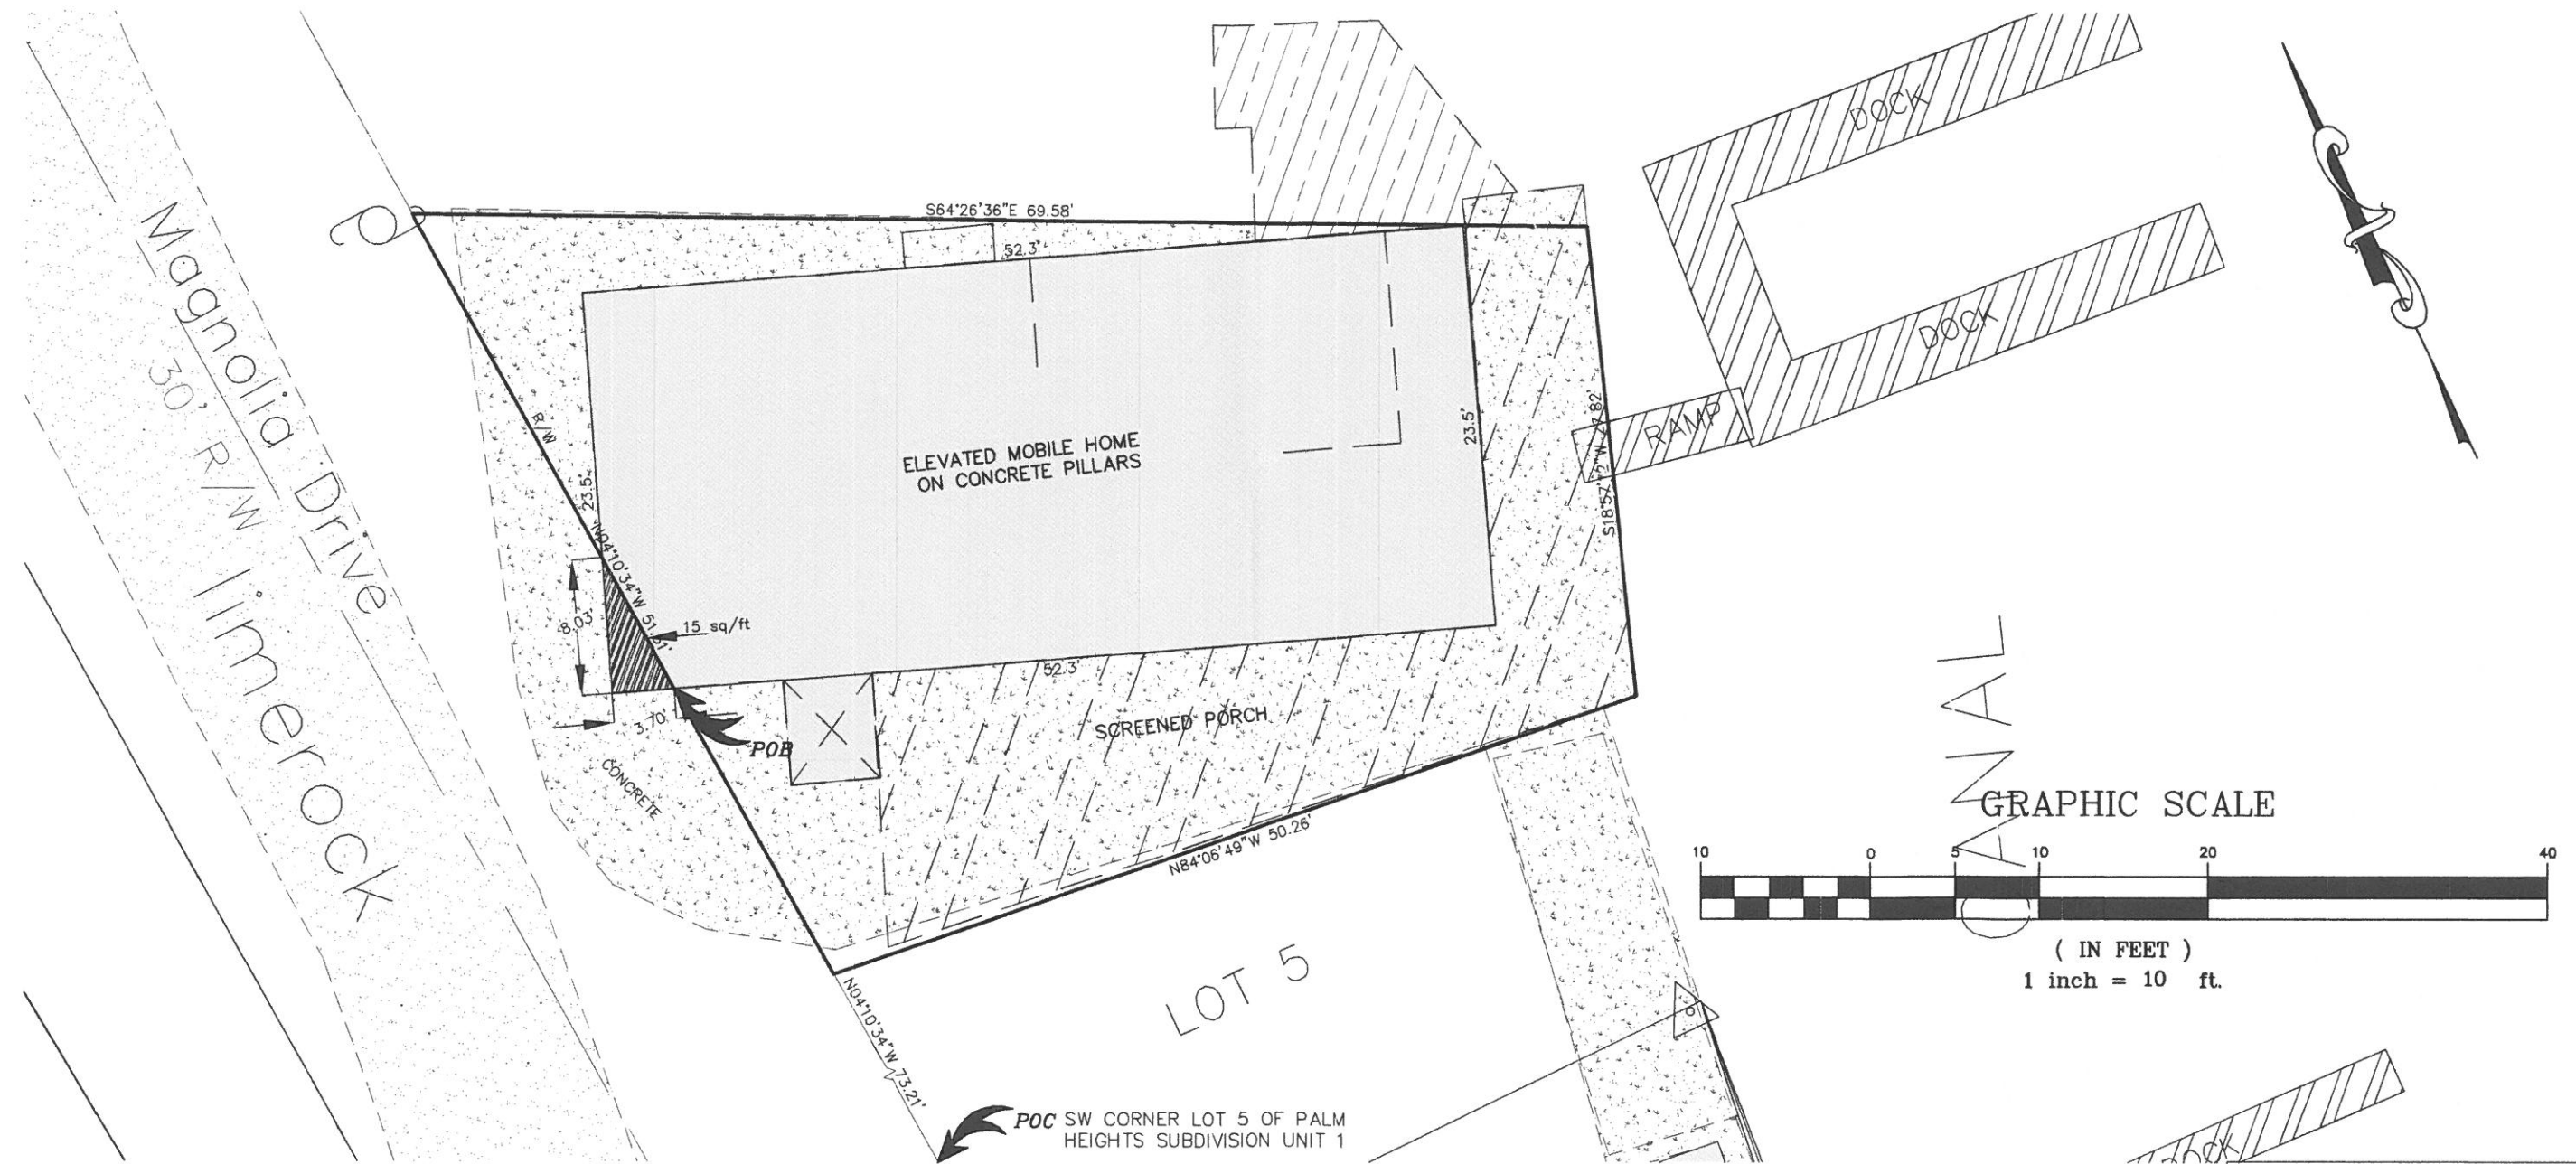 S64°26'36"E 69.58'
52.3'
DOCK
DOCK
RAMP
Magnolia Drive
30' R/W
limerock
R/W
23.5'
ELEVATED MOBILE HOME
ON CONCRETE PILLARS
23.5'
N04°10'34"W 51.
8.03'
15 sq/ft
52.3'
3.70
POB
CONCRETE
SCREENED PORCH
N84°06'49"W 50.26'
LOT 5
N04°10'34"W 73.21'
POC SW CORNER LOT 5 OF PALM
HEIGHTS SUBDIVISION UNIT 1
CANAL
GRAPHIC SCALE
10 0 5 10 20 40
( IN FEET )
1 inch = 10 ft.